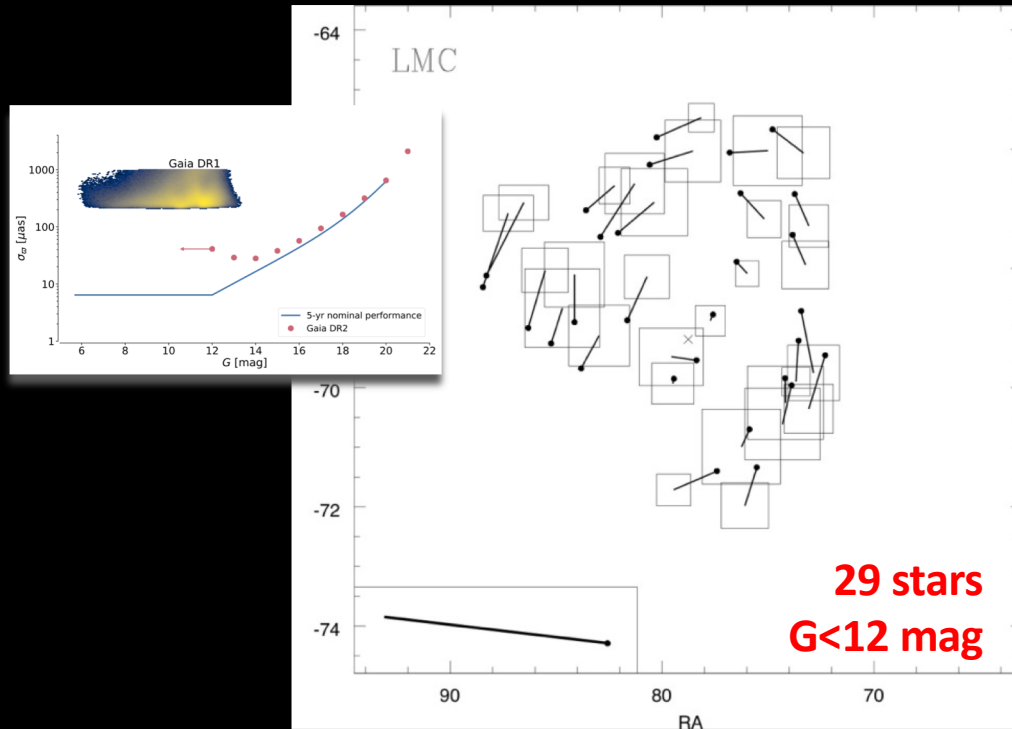 LMC
-64
-70
-72
-74
90
80
70
RA
Gaia DR1
1000
100
10
1
σϖ [μas]
6
8
10
12
14
16
18
20
22
G [mag]
5-yr nominal performance
Gaia DR2
29 stars
G<12 mag